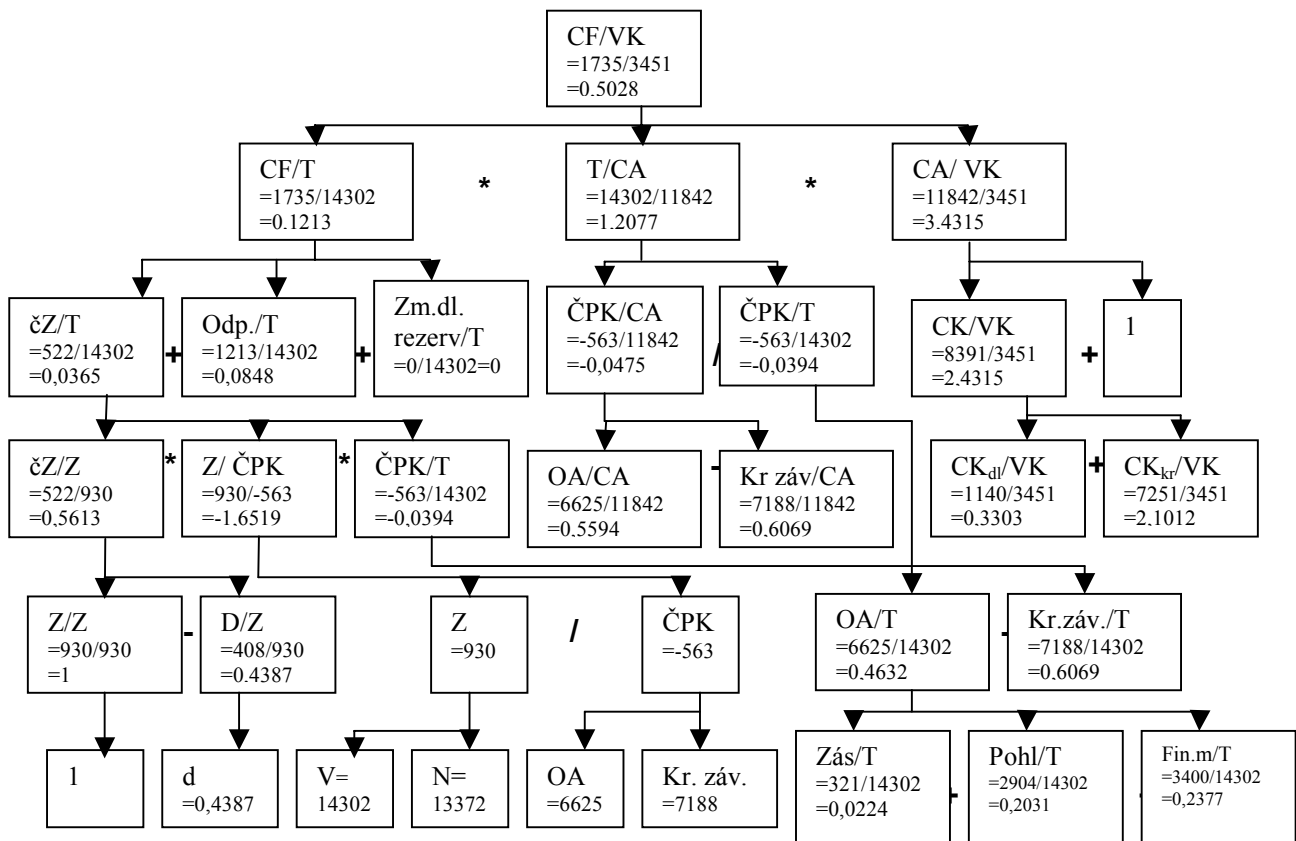 CF/VK
=1735/3451
=0.5028
CF/T
=1735/14302
=0.1213
*
T/CA
=14302/11842
=1.2077
*
CA/ VK
=11842/3451
=3.4315
čZ/T
=522/14302
=0,0365
+
Odp./T
=1213/14302
=0,0848
+
Zm.dl.
rezerv/T
=0/14302=0
ČPK/CA
=-563/11842
=-0,0475
/
ČPK/T
=-563/14302
=-0,0394
CK/VK
=8391/3451
=2,4315
+
1
čZ/Z
=522/930
=0,5613
*
Z/ ČPK
=930/-563
=-1,6519
*
ČPK/T
=-563/14302
=-0,0394
OA/CA
=6625/11842
=0,5594
-
Kr záv/CA
=7188/11842
=0,6069
CKdl/VK
=1140/3451
=0,3303
+
CKkr/VK
=7251/3451
=2,1012
Z/Z
=930/930
=1
-
D/Z
=408/930
=0.4387
Z
=930
/
ČPK
=-563
OA/T
=6625/14302
=0.4632
-
Kr.záv./T
=7188/14302
=0.6069
1
d
=0,4387
V=
14302
N=
13372
OA
=6625
Kr. záv.
=7188
Zás/T
=321/14302
=0,0224
+
Pohl/T
=2904/14302
=0,2031
Fin.m/T
=3400/14302
=0,2377